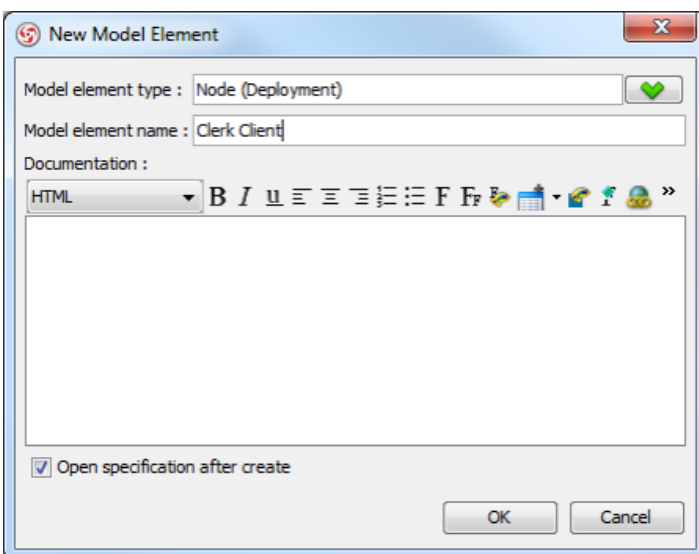 New Model Element
Model element type : Node (Deployment)
Model element name : Clerk Client
Documentation :
HTML B I u F FF »
Open specification after create
OK Cancel